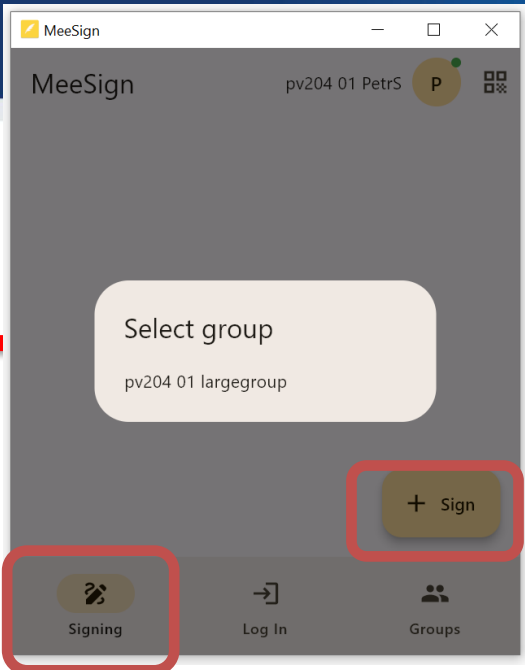 MeeSign
MeeSign
pv204 01 PetrS
P
Select group
pv204 01 largegroup
+ Sign
Signing
Log In
Groups